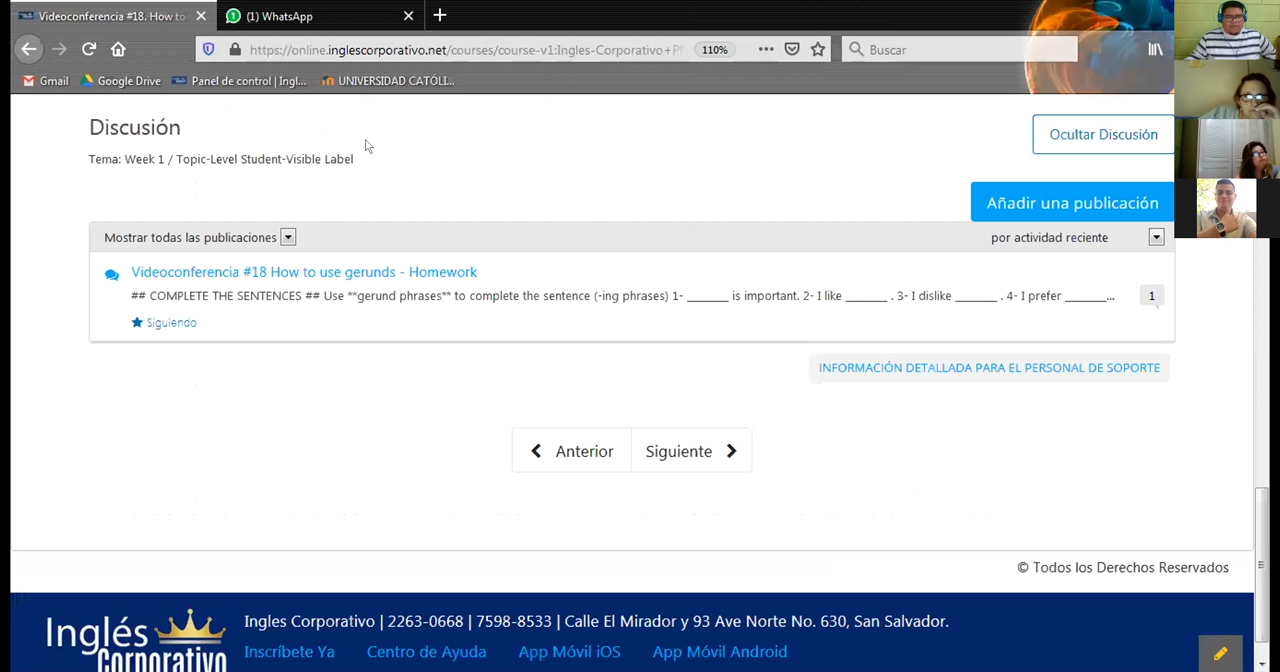 Videoconferencia #18. How to
(1) WhatsApp
https://online.inglescorporativo.net/courses/course-v1:Ingles-Corporativo+P
110%
Buscar
Gmail
Google Drive
Panel de control | Ingl...
UNIVERSIDAD CATÓLI...
Discusión
Ocultar Discusión
Tema: Week 1 / Topic-Level Student-Visible Label
Añadir una publicación
Mostrar todas las publicaciones
por actividad reciente
Videoconferencia #18 How to use gerunds - Homework
## COMPLETE THE SENTENCES ## Use **gerund phrases** to complete the sentence (-ing phrases) 1- _______ is important. 2- I like _______ . 3- I dislike _______ . 4- I prefer _______...
1
Siguiendo
INFORMACIÓN DETALLADA PARA EL PERSONAL DE SOPORTE
Anterior
Siguiente
© Todos los Derechos Reservados
Inglés
Corporativo
Ingles Corporativo | 2263-0668 | 7598-8533 | Calle El Mirador y 93 Ave Norte No. 630, San Salvador.
Inscríbete Ya
Centro de Ayuda
App Móvil iOS
App Móvil Android